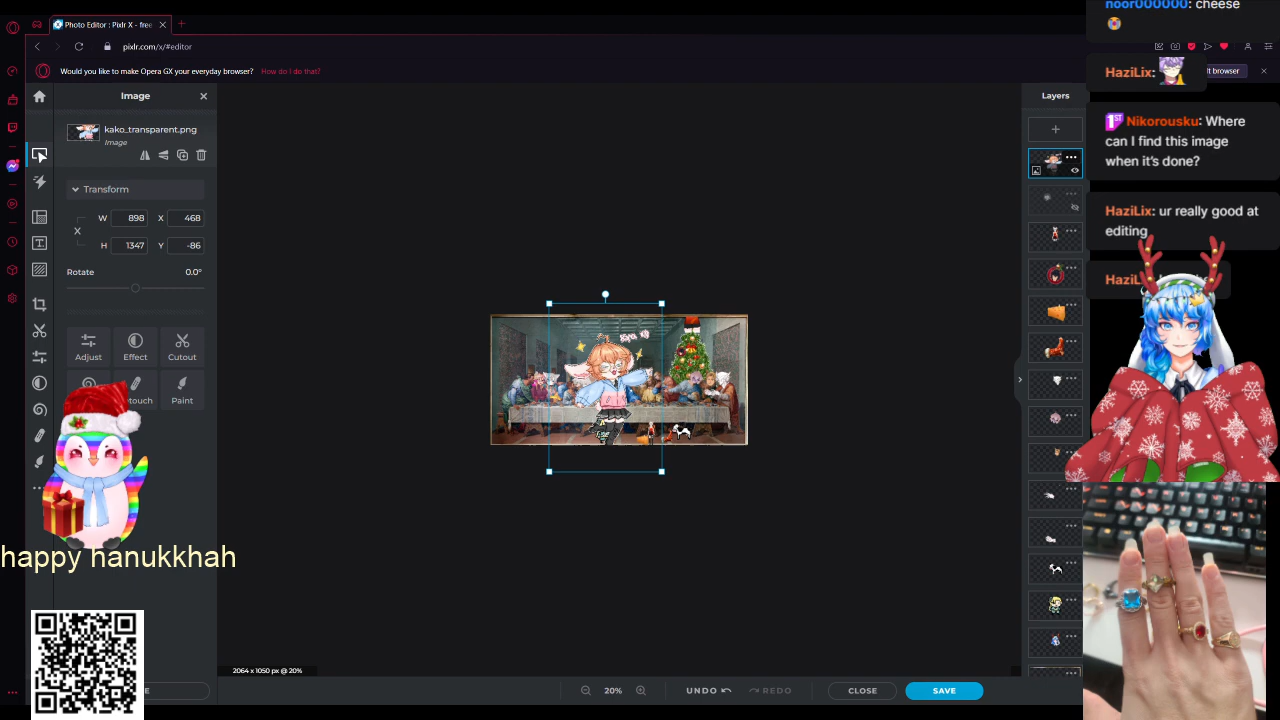 Photo Editor : Pixlr X - free
pixlr.com/x/#editor
Would you like to make Opera GX your everyday browser?
How do I do that?
t browser
Image
kako_transparent.png
Image
Transform
W 898 X 468
X
H 1347 Y -86
Rotate 0.0°
Adjust
Effect
Cutout
Paint
Layers
2064 x 1050 px @ 20%
20%
UNDO
REDO
CLOSE
SAVE
happy hanukkhah
noor000000: cheese
HaziLix:
1ST Nikorousku: Where
can I find this image
when it's done?
HaziLix: ur really good at
editing
HaziL